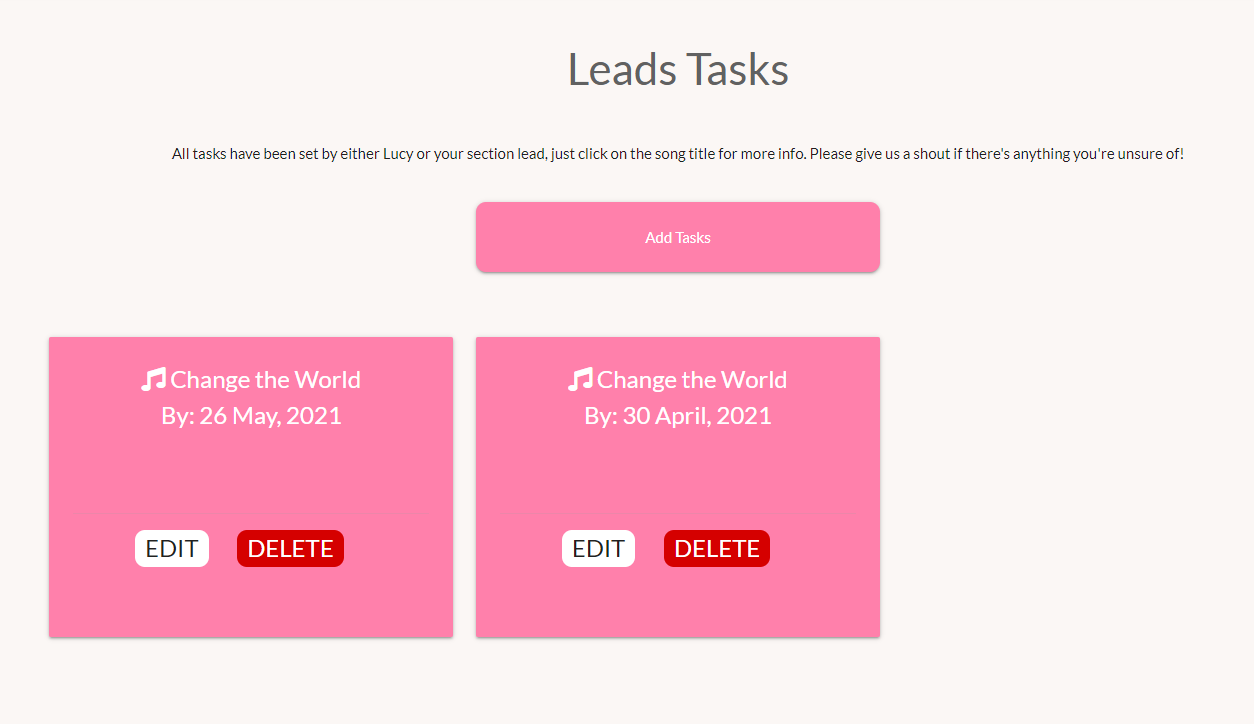 Leads Tasks
All tasks have been set by either Lucy or your section lead, just click on the song title for more info. Please give us a shout if there's anything you're unsure of!
Add Tasks
Change the World
By: 26 May, 2021
EDIT DELETE
Change the World
By: 30 April, 2021
EDIT DELETE